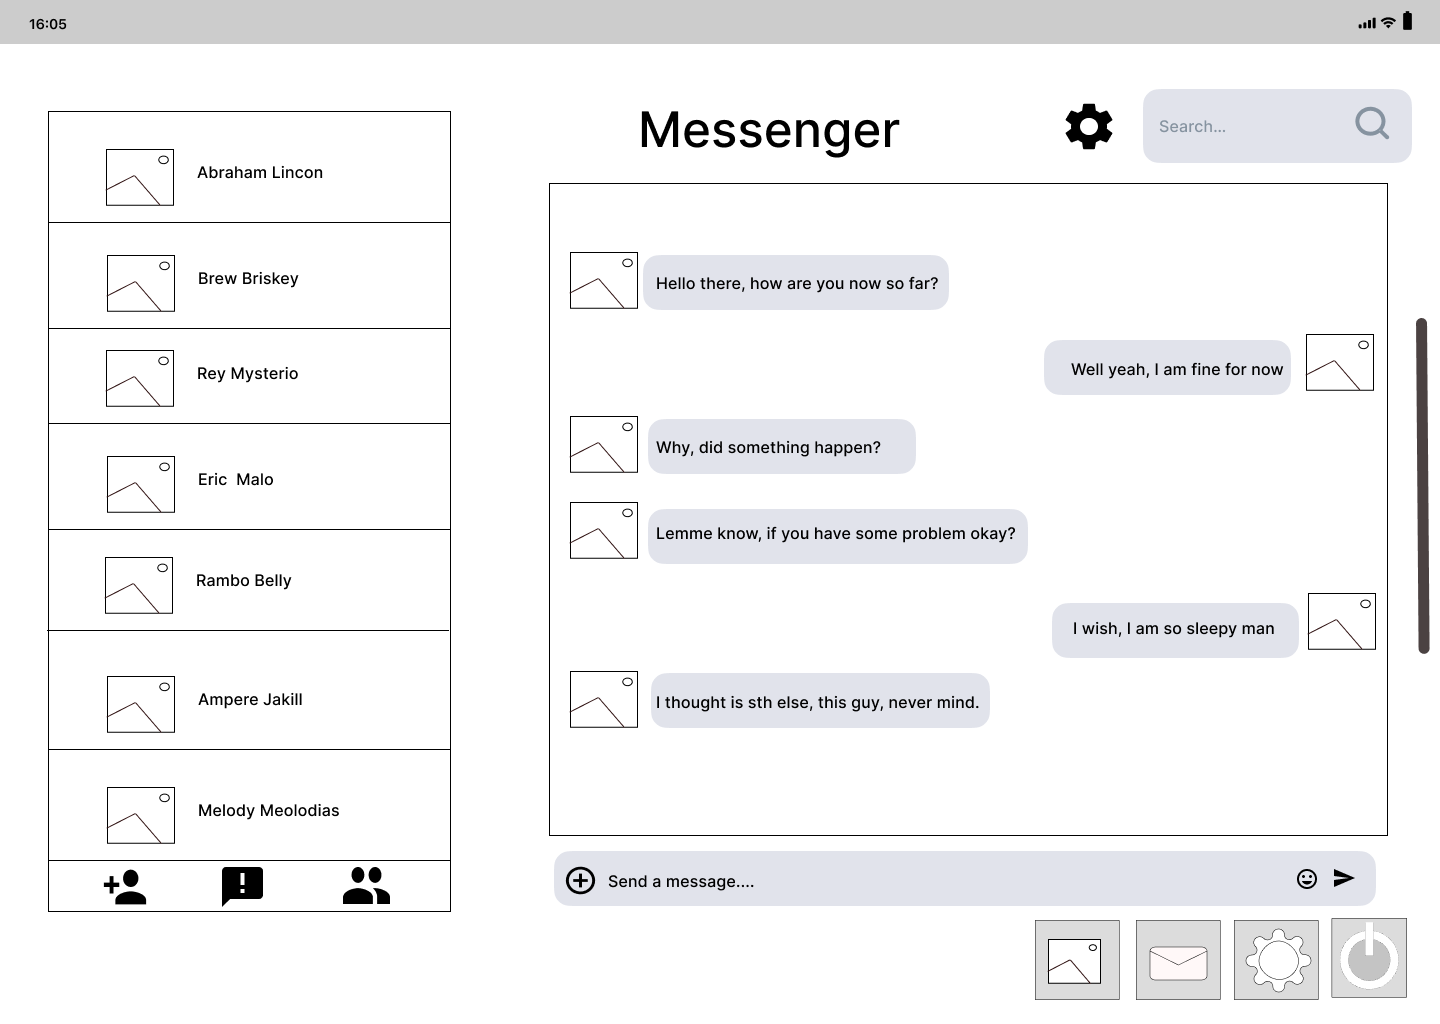 16:05
Messenger
Search...
Abraham Lincon
Brew Briskey
Rey Mysterio
Eric  Malo
Rambo Belly
Ampere Jakill
Melody Meolodias
Hello there, how are you now so far?
Well yeah, I am fine for now
Why, did something happen?
Lemme know, if you have some problem okay?
I wish, I am so sleepy man
I thought is sth else, this guy, never mind.
Send a message....